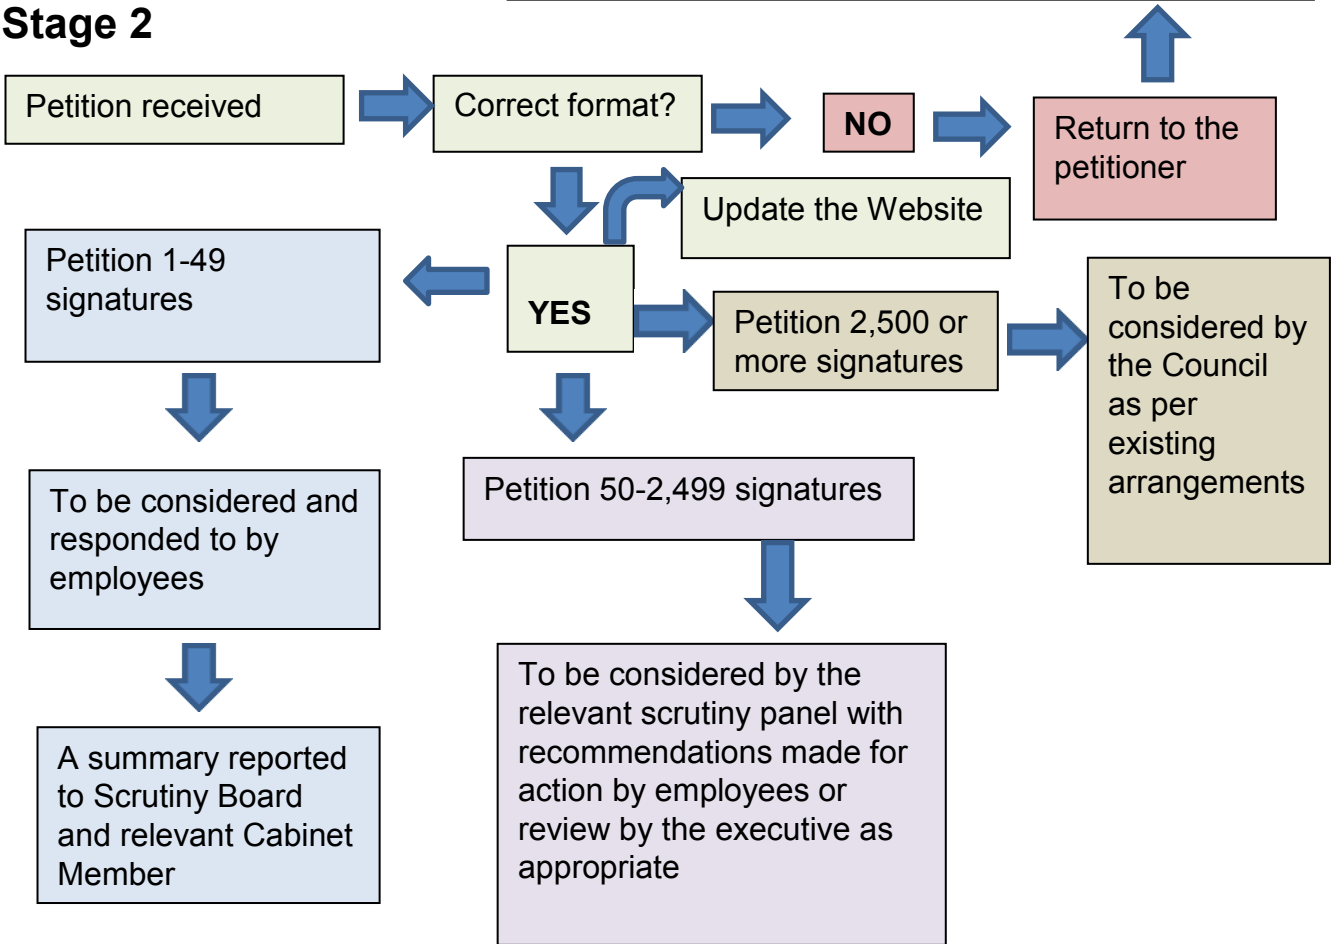 Stage 2
Petition received
Correct format?
NO
Return to the
petitioner
Update the Website
Petition 1-49
signatures
YES
Petition 2,500 or
more signatures
To be
considered by
the Council
as per
existing
arrangements
To be considered and
responded to by
employees
Petition 50-2,499 signatures
A summary reported
to Scrutiny Board
and relevant Cabinet
Member
To be considered by the
relevant scrutiny panel with
recommendations made for
action by employees or
review by the executive as
appropriate